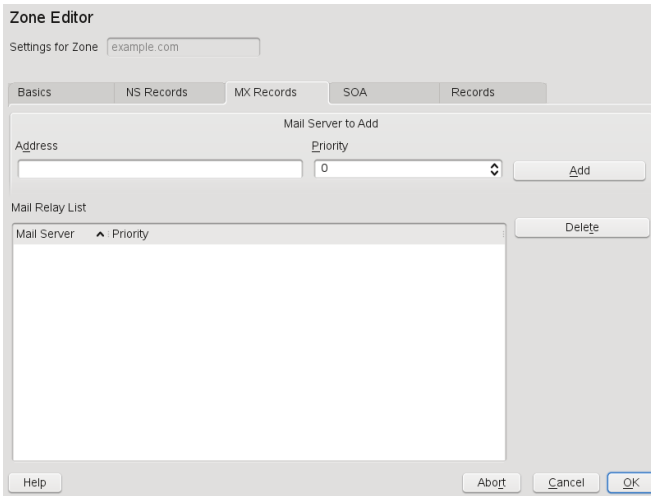 Zone Editor
Settings for Zone example.com
Basics NS Records MX Records SOA Records
Mail Server to Add
Address Priority
0 Add
Mail Relay List
Delete
Mail Server Priority
Help Abort Cancel OK